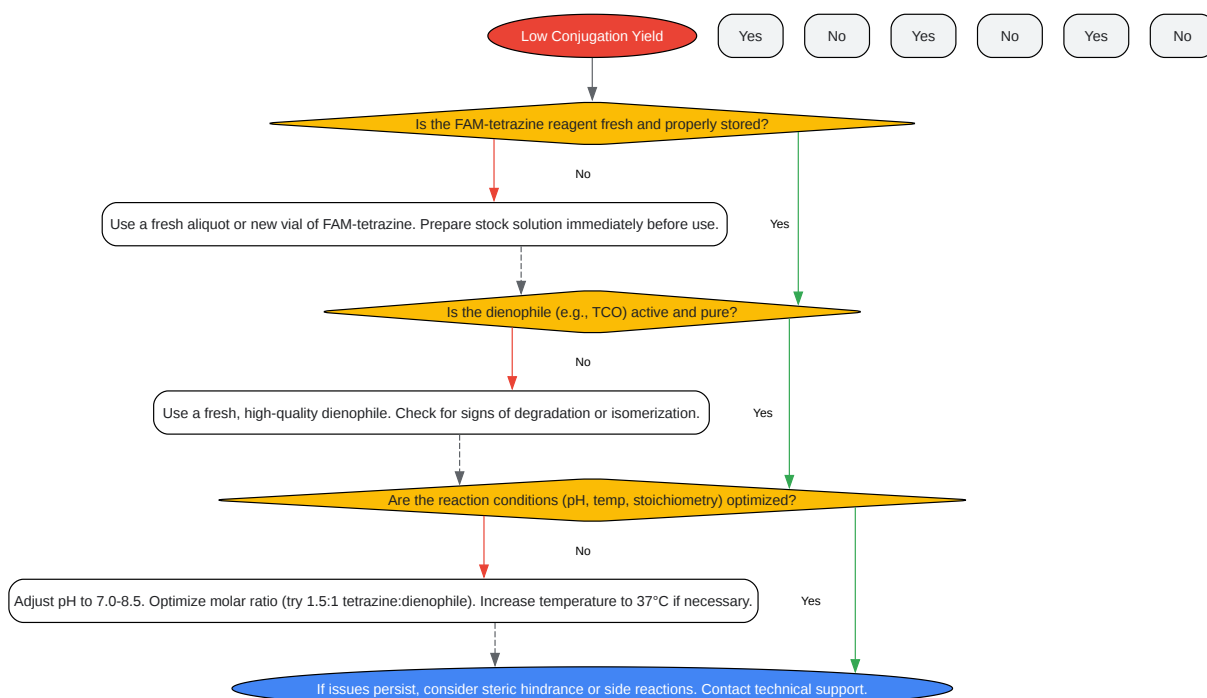 Low Conjugation Yield
Yes
No
Yes
No
Yes
No
Is the FAM-tetrazine reagent fresh and properly stored?
No
Use a fresh aliquot or new vial of FAM-tetrazine. Prepare stock solution immediately before use.
Yes
Is the dienophile (e.g., TCO) active and pure?
No
Use a fresh, high-quality dienophile. Check for signs of degradation or isomerization.
Yes
Are the reaction conditions (pH, temp, stoichiometry) optimized?
No
Adjust pH to 7.0-8.5. Optimize molar ratio (try 1.5:1 tetrazine:dienophile). Increase temperature to 37°C if necessary.
Yes
If issues persist, consider steric hindrance or side reactions. Contact technical support.